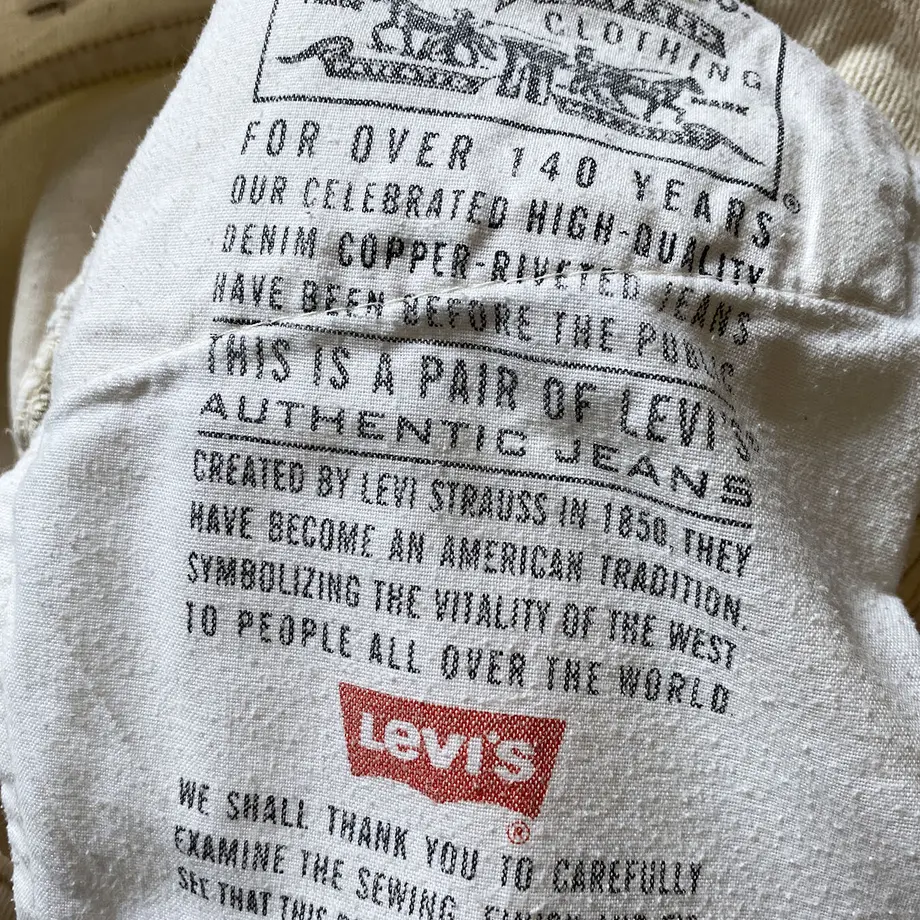 CLOTHING
FOR OVER 140 YEARS
OUR CELEBRATED HIGH-QUALITY
DENIM COPPER-RIVETED JEANS
HAVE BEEN BEFORE THE PUBLIC
THIS IS A PAIR OF LEVI'S
AUTHENTIC JEANS
CREATED BY LEVI STRAUSS IN 1850, THEY
HAVE BECOME AN AMERICAN TRADITION,
SYMBOLIZING THE VITALITY OF THE WEST
TO PEOPLE ALL OVER THE WORLD.
Levi's
®
WE SHALL THANK YOU TO CAREFULLY
EXAMINE THE SEWING,
SEE THAT THIS